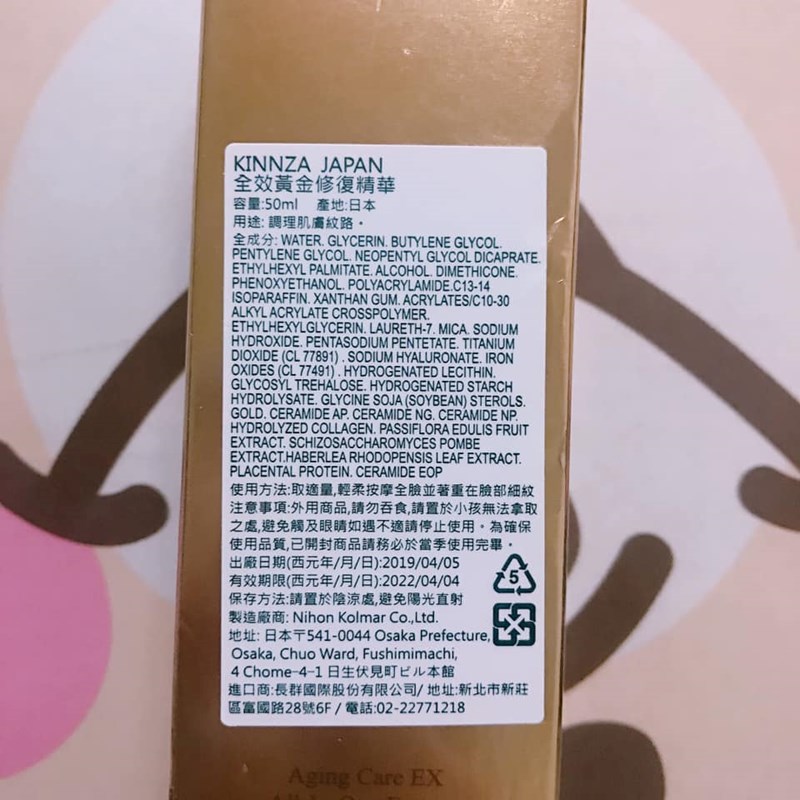 KINNZA JAPAN
全效黃金修復精華
容量:50ml 產地:日本
用途: 調理肌膚紋路。
全成分: WATER. GLYCERIN. BUTYLENE GLYCOL.
PENTYLENE GLYCOL. NEOPENTYL GLYCOL DICAPRATE.
ETHYLHEXYL PALMITATE. ALCOHOL. DIMETHICONE.
PHENOXYETHANOL. POLYACRYLAMIDE.C13-14
ISOPARAFFIN. XANTHAN GUM. ACRYLATES/C10-30
ALKYL ACRYLATE CROSSPOLYMER.
ETHYLHEXYLGLYCERIN. LAURETH-7. MICA. SODIUM
HYDROXIDE. PENTASODIUM PENTETATE. TITANIUM
DIOXIDE (CL 77891) . SODIUM HYALURONATE. IRON
OXIDES (CL 77491) . HYDROGENATED LECITHIN.
GLYCOSYL TREHALOSE. HYDROGENATED STARCH
HYDROLYSATE. GLYCINE SOJA (SOYBEAN) STEROLS.
GOLD. CERAMIDE AP. CERAMIDE NG. CERAMIDE NP.
HYDROLYZED COLLAGEN. PASSIFLORA EDULIS FRUIT
EXTRACT. SCHIZOSACCHAROMYCES POMBE
EXTRACT.HABERLEA RHODOPENSIS LEAF EXTRACT.
PLACENTAL PROTEIN. CERAMIDE EOP
使用方法:取適量,輕柔按摩全臉並著重在臉部細紋
注意事項:外用商品,請勿吞食,請置於小孩無法拿取
之處,避免觸及眼睛如遇不適請停止使用。為確保
使用品質,已開封商品請務必於當季使用完畢。
出廠日期(西元年/月/日):2019/04/05
有效期限(西元年/月/日):2022/04/04
保存方法:請置於陰涼處,避免陽光直射
5
製造廠商: Nihon Kolmar Co.,Ltd.
地址: 日本〒541-0044 Osaka Prefecture,
Osaka, Chuo Ward, Fushimimachi,
4 Chome−4−1 日生伏見町ビル本館
進口商:長群國際股份有限公司/ 地址:新北市新莊
區富國路28號6F / 電話:02-22771218
Aging Care EX